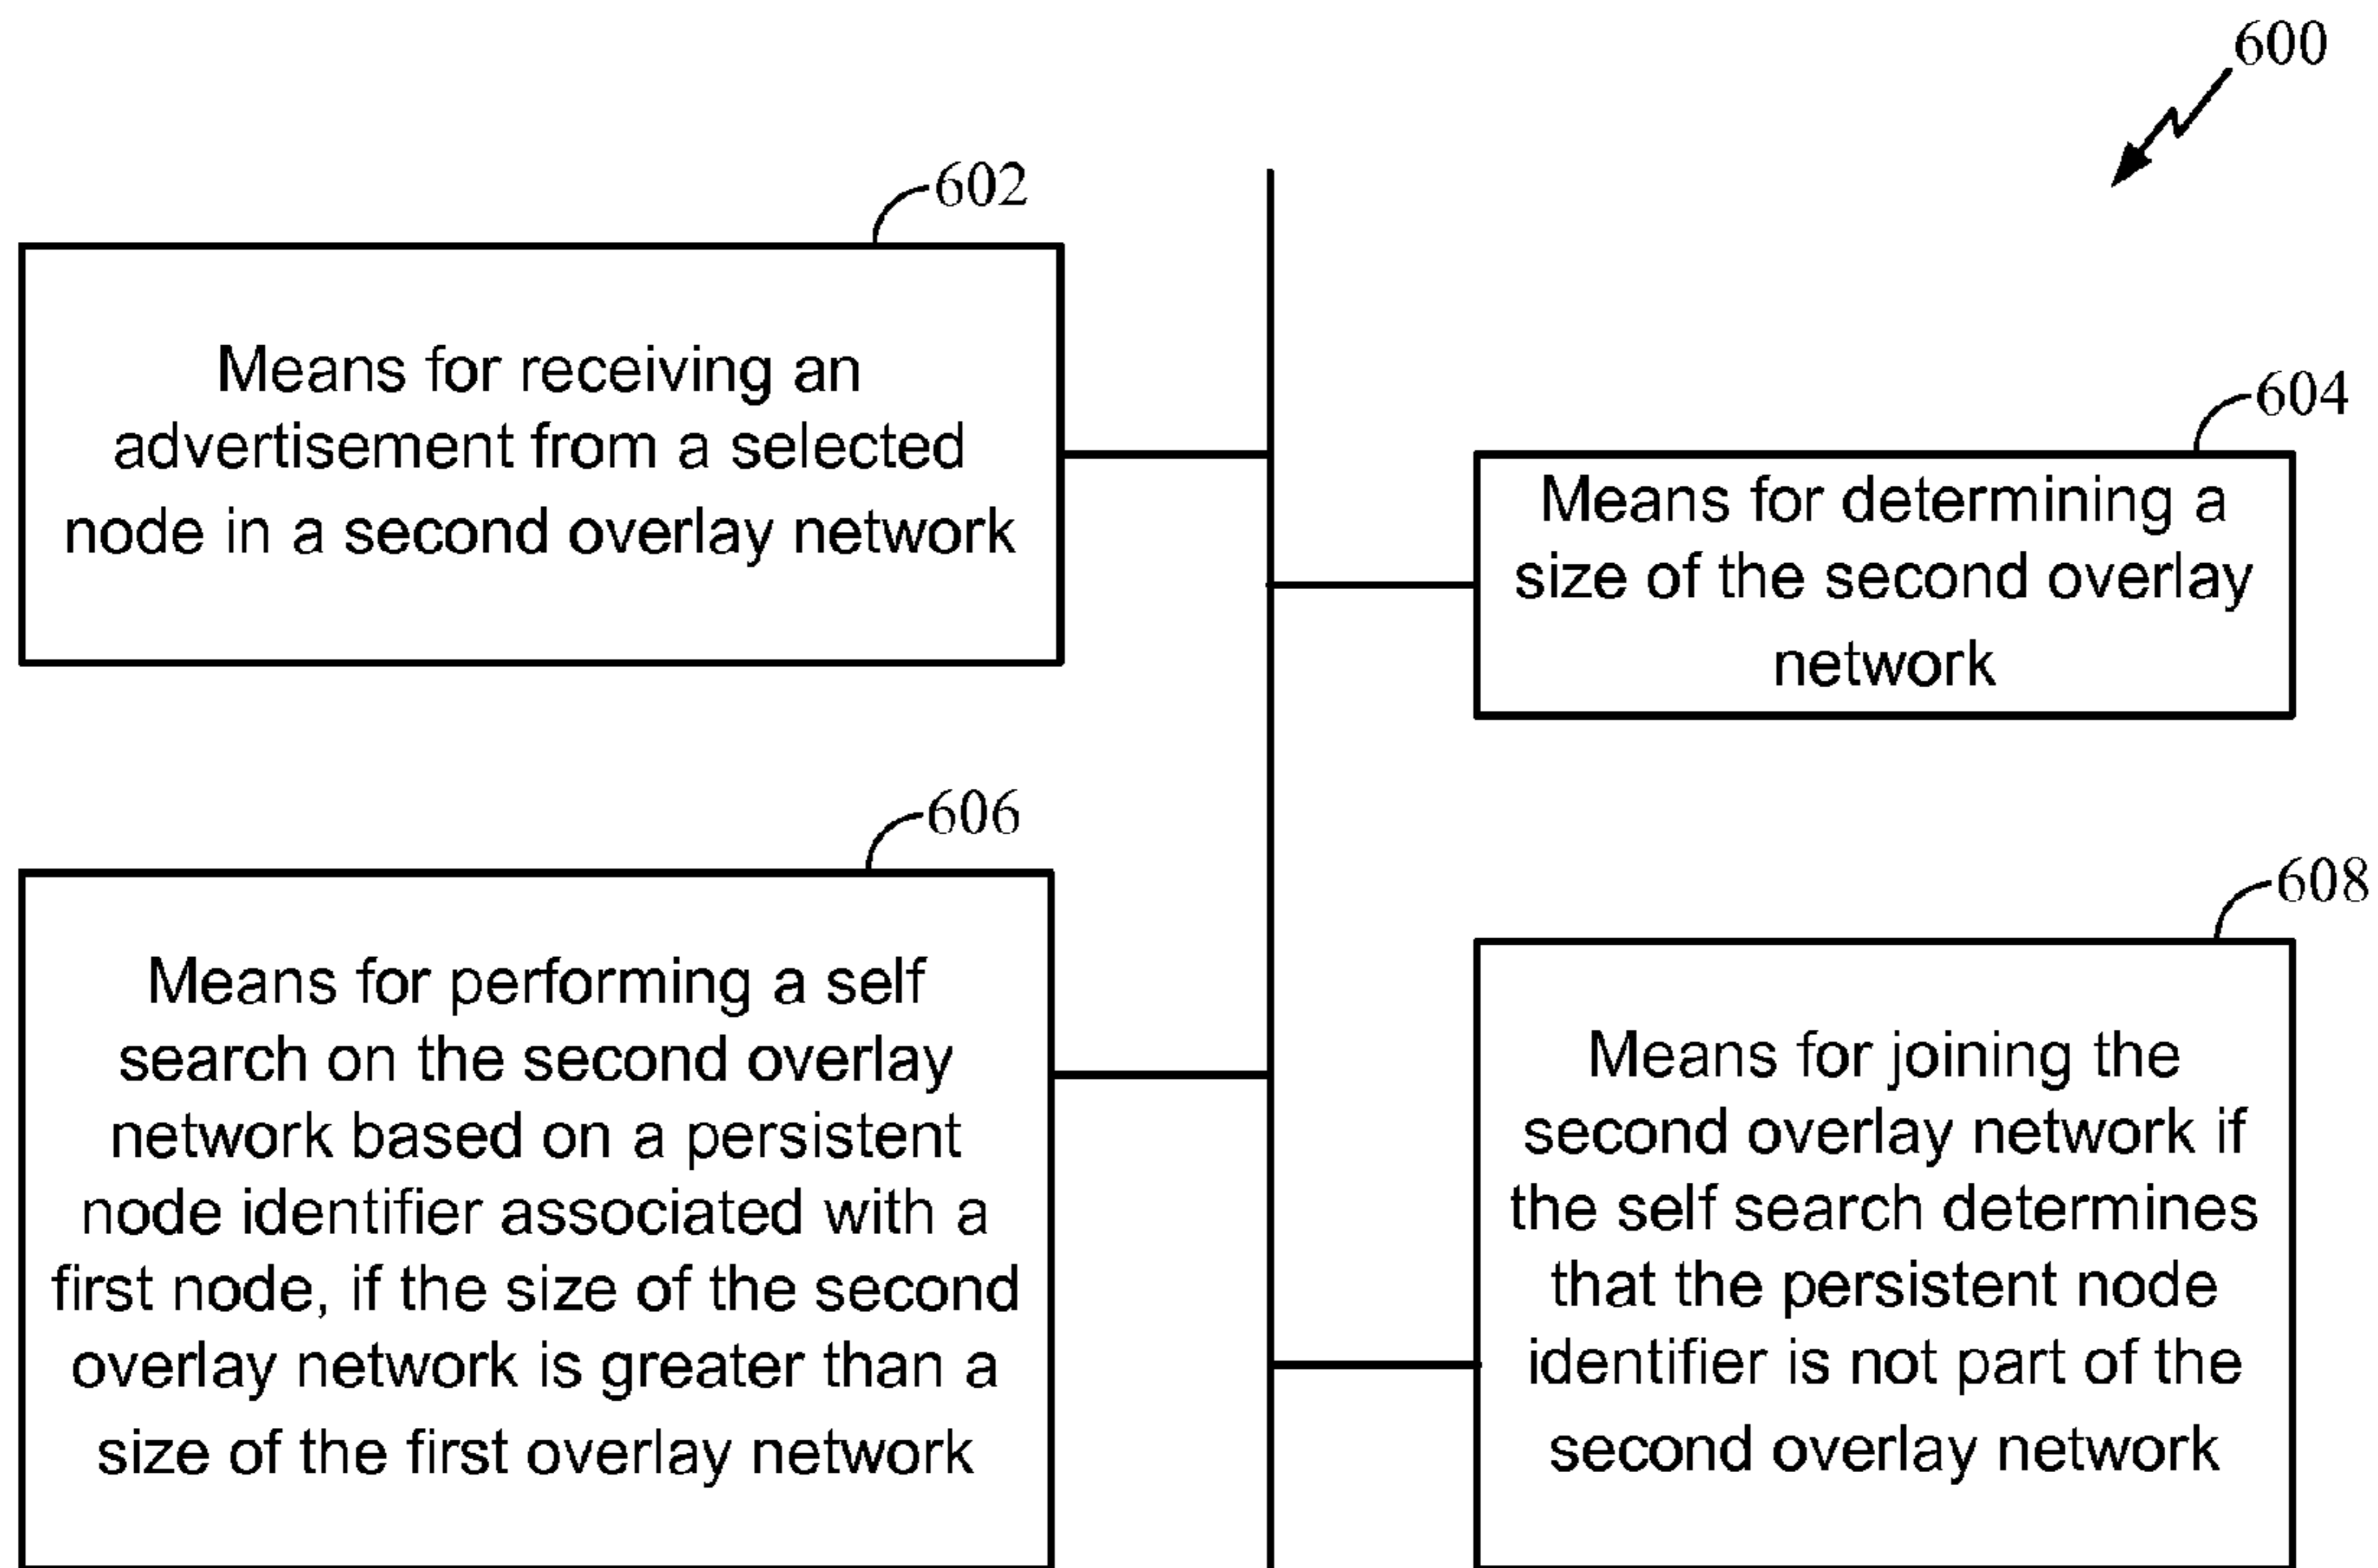 600
602
Means for receiving an
advertisement from a selected
node in a second overlay network
604
Means for determining a
size of the second overlay
network
606
Means for performing a self
search on the second overlay
network based on a persistent
node identifier associated with a
first node, if the size of the second
overlay network is greater than a
size of the first overlay network
608
Means for joining the
second overlay network if
the self search determines
that the persistent node
identifier is not part of the
second overlay network